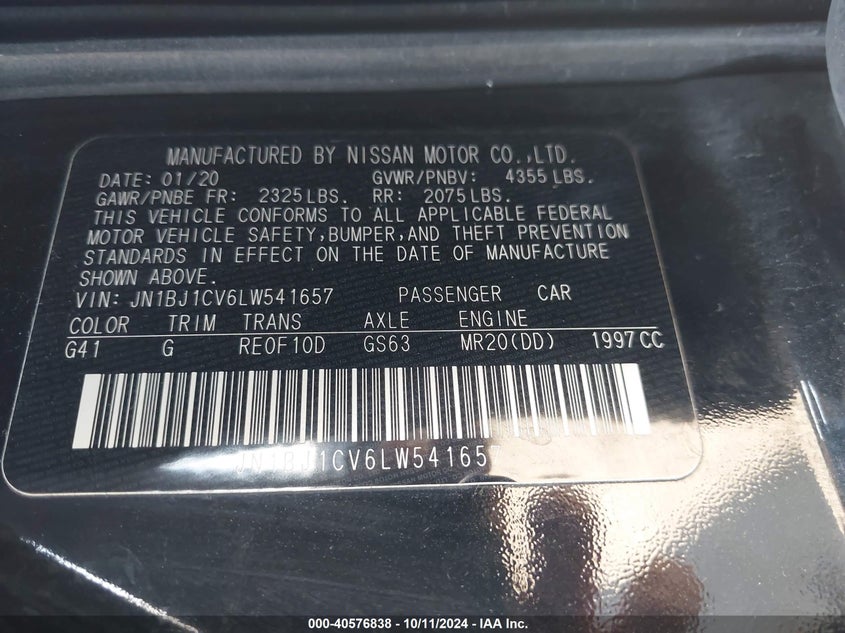 MANUFACTURED BY NISSAN MOTOR CO.,LTD.
DATE: 01/20 GVWR/PNBV: 4355 LBS.
GAWR/PNBE FR: 2325 LBS. RR: 2075 LBS.
THIS VEHICLE CONFORMS TO ALL APPLICABLE FEDERAL
MOTOR VEHICLE SAFETY,BUMPER,AND THEFT PREVENTION
STANDARDS IN EFFECT ON THE DATE OF MANUFACTURE
SHOWN ABOVE.
VIN: JN1BJ1CV6LW541657 PASSENGER CAR
COLOR TRIM TRANS AXLE ENGINE
G41 G RE0F10D GS63 MR20(DD) 1997 CC
JN1BJ1CV6LW541657
000-40576838 - 10/11/2024 - IAA Inc.